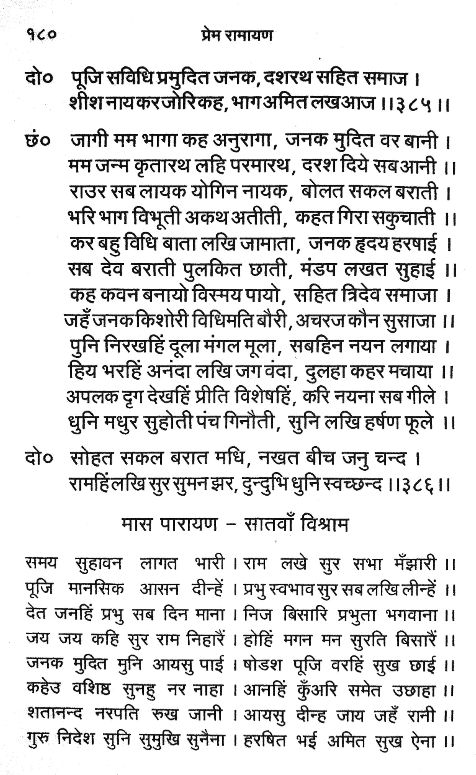 १८० प्रेम रामायण
दो० पूजि सविधि प्रमुदित जनक, दशरथ सहित समाज ।
शीश नाय कर जोरि कह, भाग अमित लख आज ।।३८५।।
छं० जागी मम भागा कह अनुरागा, जनक मुदित वर बानी ।
मम जन्म कृतारथ लहि परमारथ, दरश दिये सब आनी ।।
राउर सब लायक योगिन नायक, बोलत सकल बराती ।
भरि भाग विभूती अकथ अतीती, कहत गिरा सकुचाती ।।
कर बहु विधि बाता लखि जामाता, जनक हृदय हरषाई ।
सब देव बराती पुलकित छाती, मंडप लखत सुहाई ।।
कह कवन बनायो विस्मय पायो, सहित त्रिदेव समाजा ।
जहँ जनक किशोरी विधिमति बौरी, अचरज कौन सुसाजा ।।
पुनि निरखहिं दूला मंगल मूला, सबहिन नयन लगाया ।
हिय भरहिं अनंदा लखि जग वंदा, दुलहा कहर मचाया ।।
अपलक दृग देखहिं प्रीति विशेषहिं, करि नयना सब गीले ।
धुनि मधुर सुहोती पंच गिनौती, सुनि लखि हर्षण फूले ।।
दो० सोहत सकल बरात मधि, नखत बीच जनु चन्द ।
रामहिं लखि सुर सुमन झर, दुन्दुभि धुनि स्वच्छन्द ।।३८६।।
मास पारायण – सातवाँ विश्राम
समय सुहावन लागत भारी । राम लखे सुर सभा मँझारी ।।
पूजि मानसिक आसन दीन्हें । प्रभु स्वभाव सुर सब लखि लीन्हें ।।
देत जनहिं प्रभु सब दिन माना । निज बिसारि प्रभुता भगवाना ।।
जय जय कहि सुर राम निहारैं । होहिं मगन मन सुरति बिसारैं ।।
जनक मुदित मुनि आयसु पाई । षोडश पूजि वरहिं सुख छाई ।।
कहेउ वशिष्ठ सुनहु नर नाहा । आनहिं कुँअरि समेत उछाहा ।।
शतानन्द नरपति रुख जानी । आयसु दीन्ह जाय जहँ रानी ।।
गुरु निदेश सुनि सुमुखि सुनैना । हरषित भई अमित सुख ऐना ।।